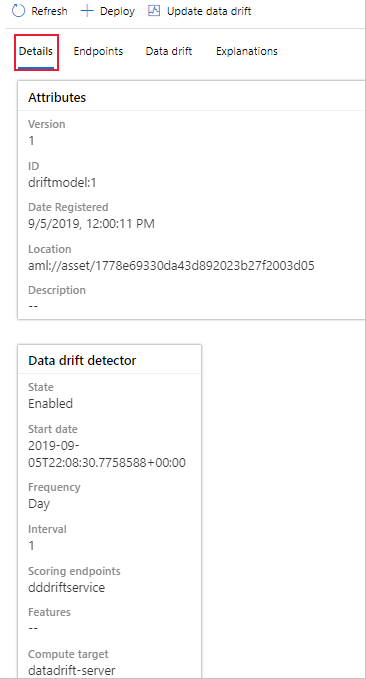 Refresh Deploy Update data drift
Details Endpoints Data drift Explanations
Attributes
Version
1
ID
driftmodel:1
Date Registered
9/5/2019, 12:00:11 PM
Location
aml://asset/1778e69330da43d892023b27f2003d05
Description
--
Data drift detector
State
Enabled
Start date
2019-09-
05T22:08:30.7758588+00:00
Frequency
Day
Interval
1
Scoring endpoints
dddriftservice
Features
--
Compute target
datadrift-server